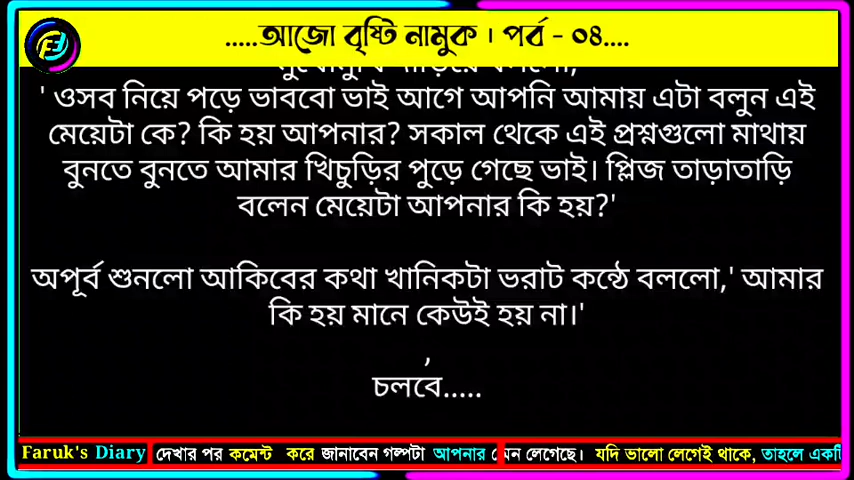 .....আজো বৃষ্টি নামুক । পর্ব - ০৪....
' ওসব নিয়ে পড়ে ভাববো ভাই আগে আপনি আমায় এটা বলুন এই
মেয়েটা কে? কি হয় আপনার? সকাল থেকে এই প্রশ্নগুলো মাথায়
বুনতে বুনতে আমার খিচুড়ির পুড়ে গেছে ভাই। প্লিজ তাড়াতাড়ি
বলেন মেয়েটা আপনার কি হয়?'
অপূর্ব শুনলো আকিবের কথা খানিকটা ভরাট কন্ঠে বললো,' আমার
কি হয় মানে কেউই হয় না।'
,
চলবে.....
Faruk's Diary দেখার পর কমেন্ট করে জানাবেন গল্পটা আপনার লেগেছে। যদি ভালো লেগেই থাকে, তাহলে